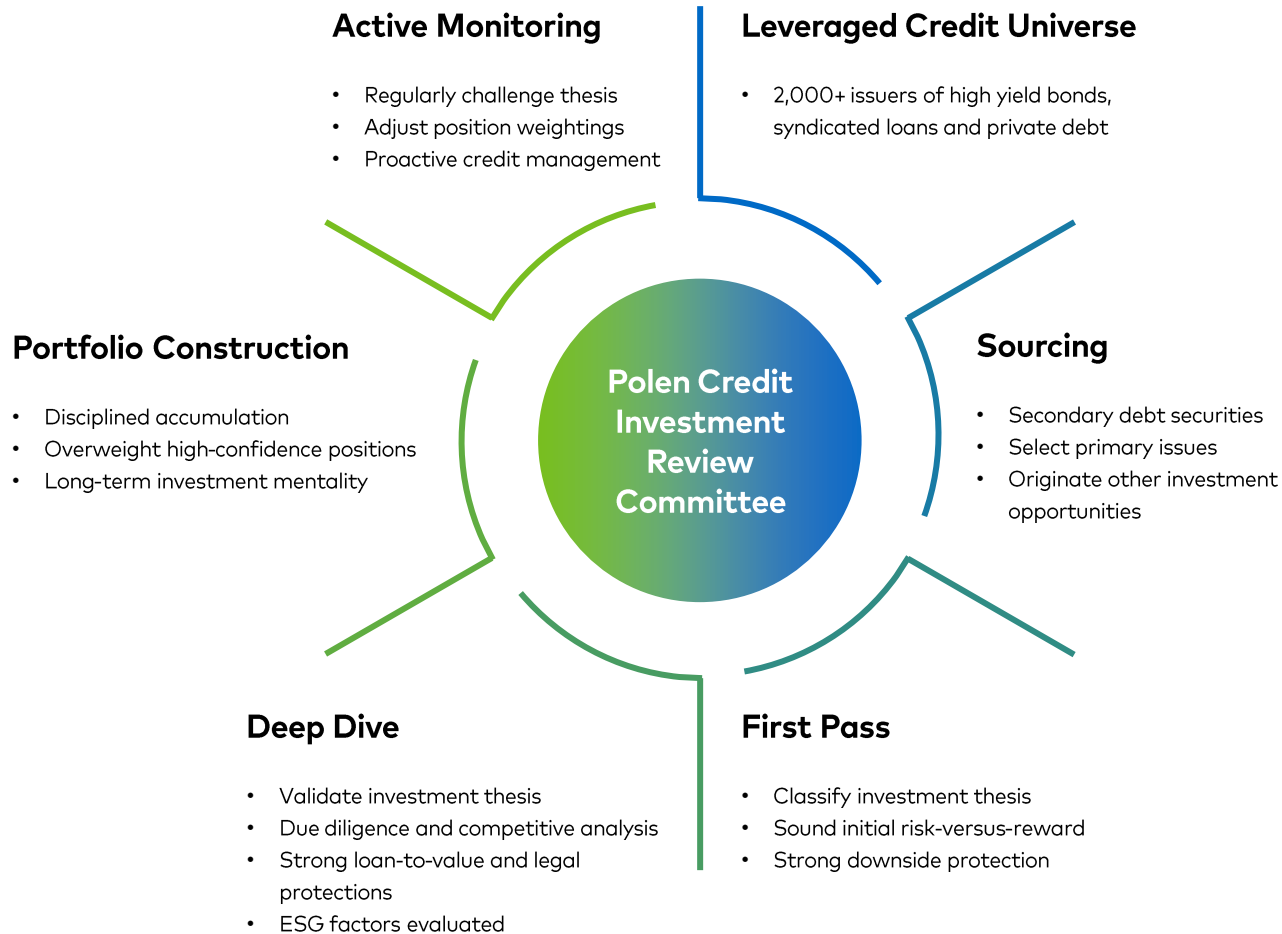 Active Monitoring
• Regularly challenge thesis
• Adjust position weightings
• Proactive credit management
Leveraged Credit Universe
• 2,000+ issuers of high yield bonds,
syndicated loans and private debt
Portfolio Construction
• Disciplined accumulation
• Overweight high-confidence positions
• Long-term investment mentality
Polen Credit
Investment
Review
Committee
Sourcing
• Secondary debt securities
• Select primary issues
• Originate other investment
opportunities
Deep Dive
• Validate investment thesis
• Due diligence and competitive analysis
• Strong loan-to-value and legal
protections
• ESG factors evaluated
First Pass
• Classify investment thesis
• Sound initial risk-versus-reward
• Strong downside protection